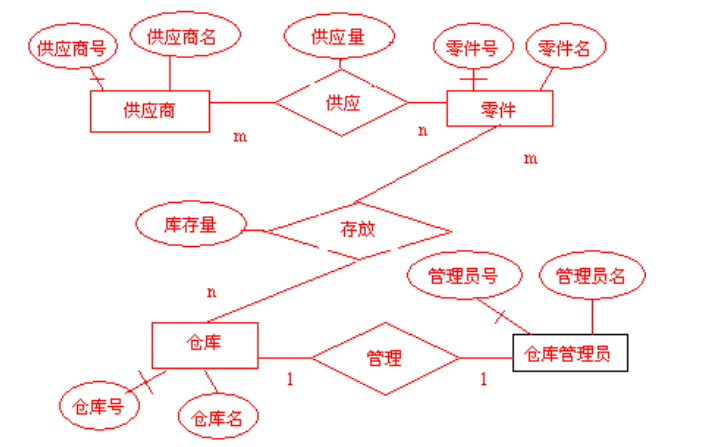 供应商号
供应商名
供应量
零件号
零件名
供应商
供应
零件
m
n
m
库存量
存放
管理员号
管理员名
n
仓库
管理
仓库管理员
1
1
仓库号
仓库名